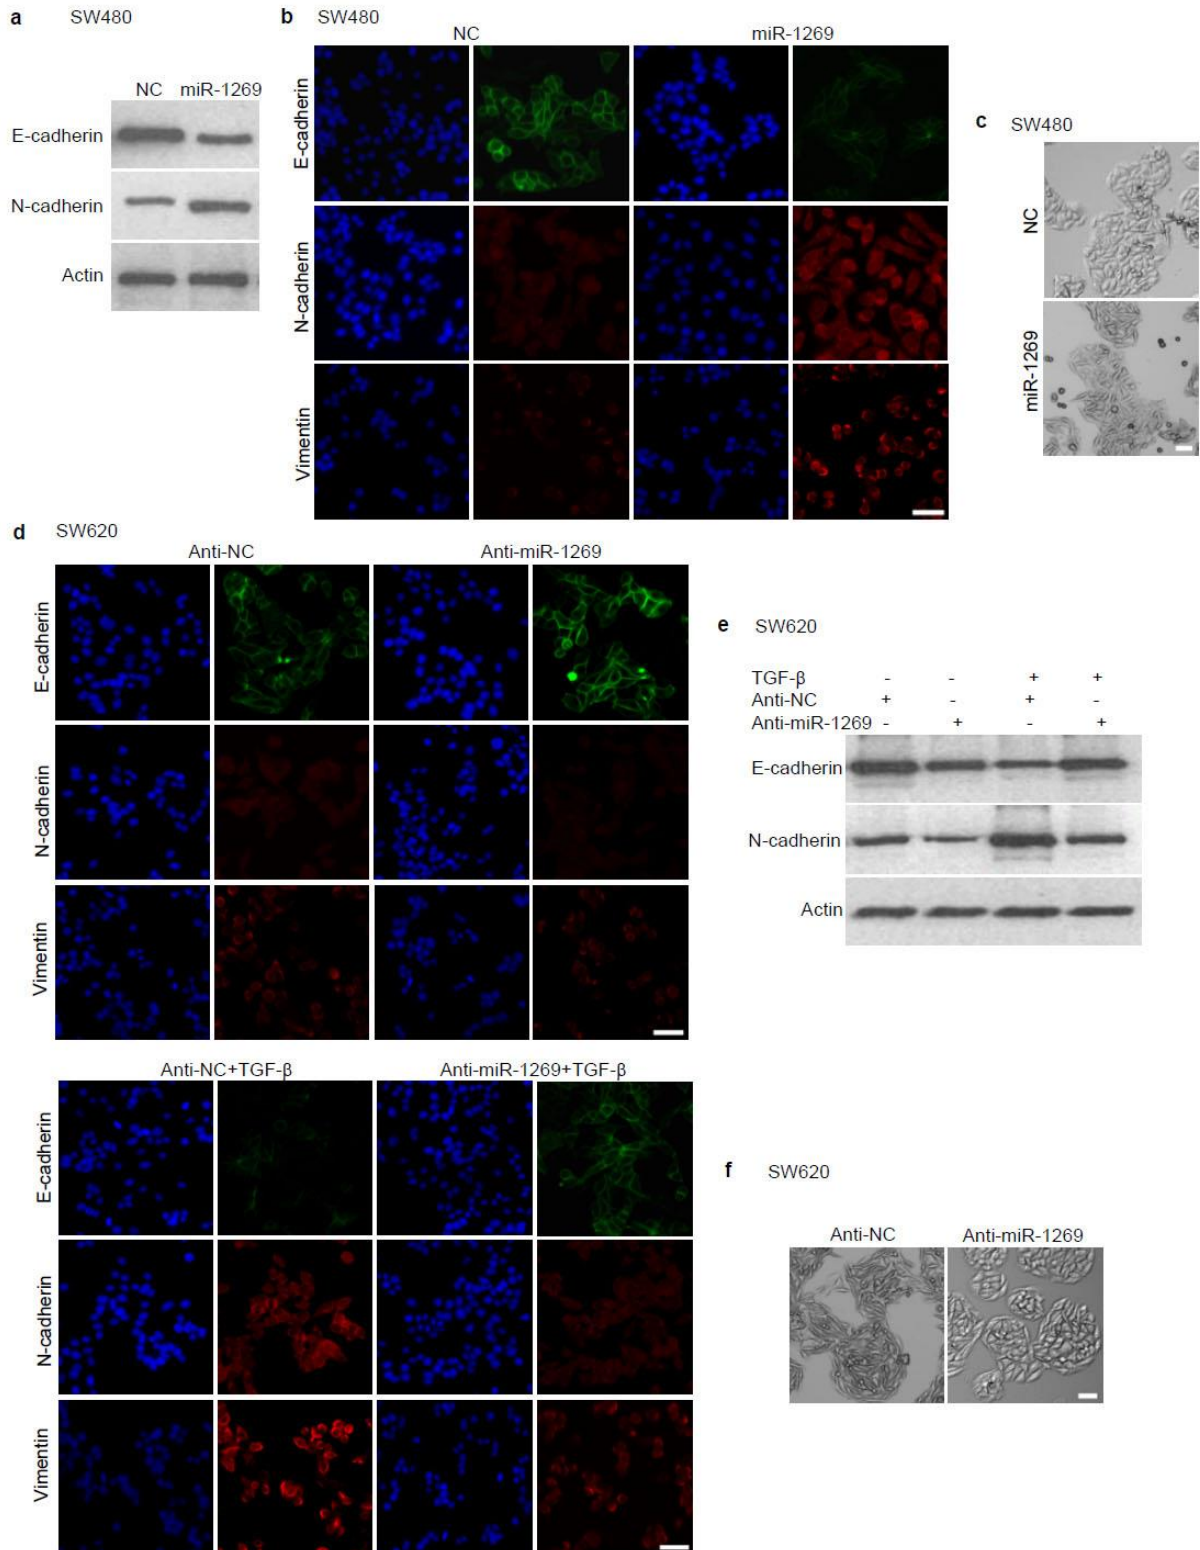 a SW480
NC miR-1269
E-cadherin
N-cadherin
Actin
b SW480
NC miR-1269
E-cadherin
N-cadherin
Vimentin
c SW480
NC
miR-1269
d SW620
Anti-NC Anti-miR-1269
E-cadherin
N-cadherin
Vimentin
Anti-NC+TGF-β Anti-miR-1269+TGF-β
E-cadherin
N-cadherin
Vimentin
e SW620
TGF-β - - + +
Anti-NC + - + -
Anti-miR-1269 - + - +
E-cadherin
N-cadherin
Actin
f SW620
Anti-NC Anti-miR-1269